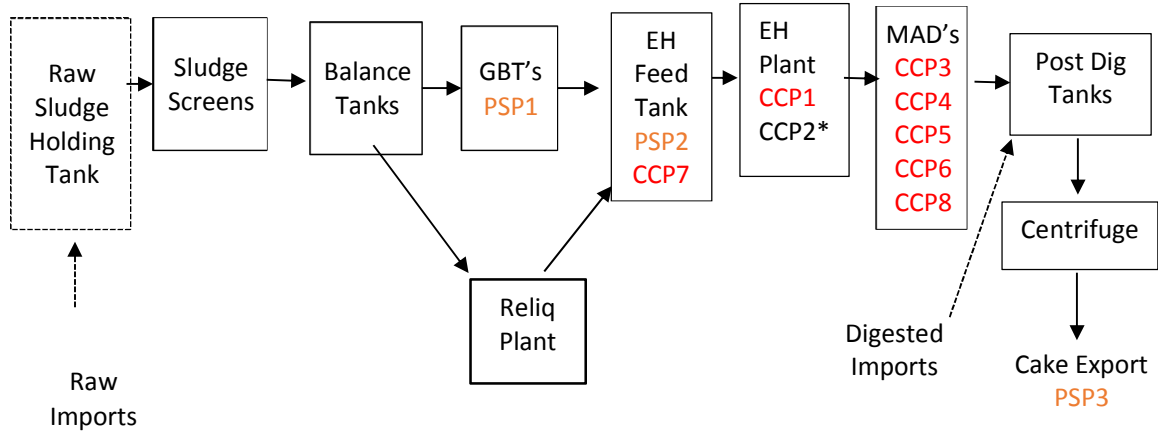 Raw
Sludge
Holding
Tank
Raw
Imports
Sludge
Screens
Balance
Tanks
GBT's
PSP1
Reliq
Plant
EH
Feed
Tank
PSP2
CCP7
EH
Plant
CCP1
CCP2*
MAD's
CCP3
CCP4
CCP5
CCP6
CCP8
Post Dig
Tanks
Digested
Imports
Centrifuge
Cake Export
PSP3